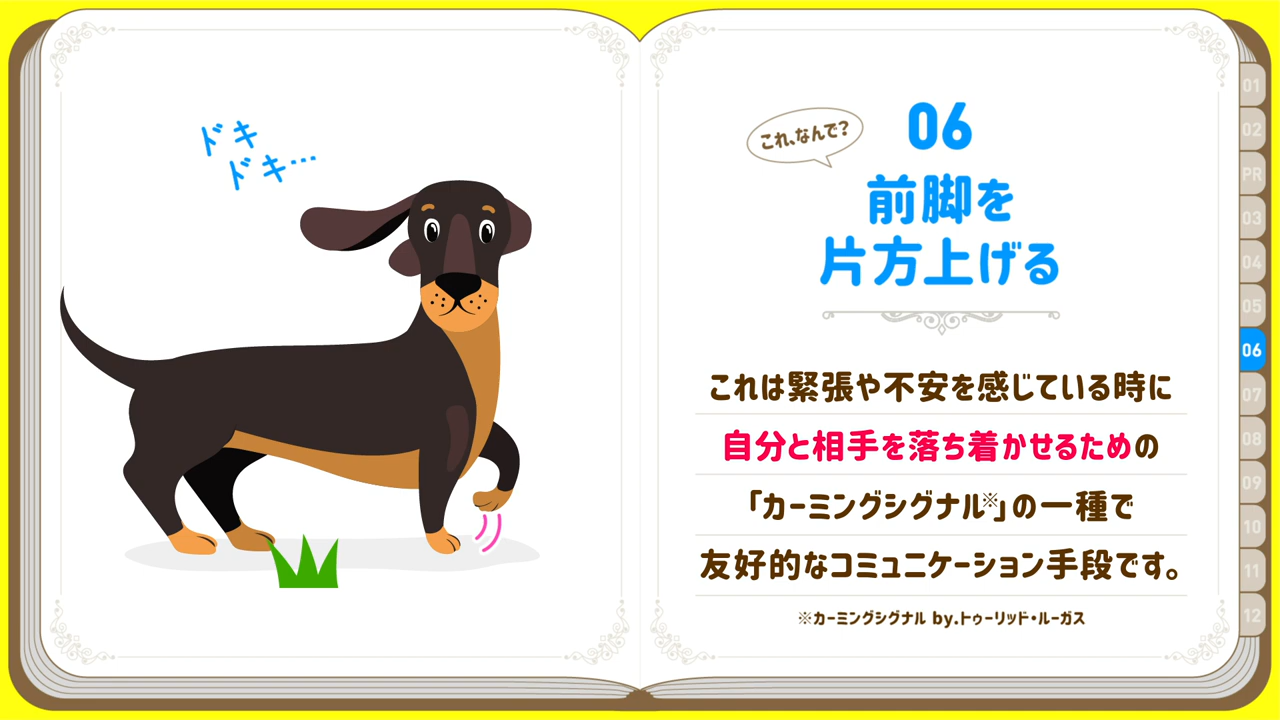 ドキ
ドキ…
これ、なんで?
06
前脚を
片方上げる
これは緊張や不安を感じている時に
自分と相手を落ち着かせるための
「カーミングシグナル※」の一種で
友好的なコミュニケーション手段です。
※カーミングシグナル by.トゥーリッド・ルーガス
01
02
PR
03
04
05
06
07
08
09
10
11
12